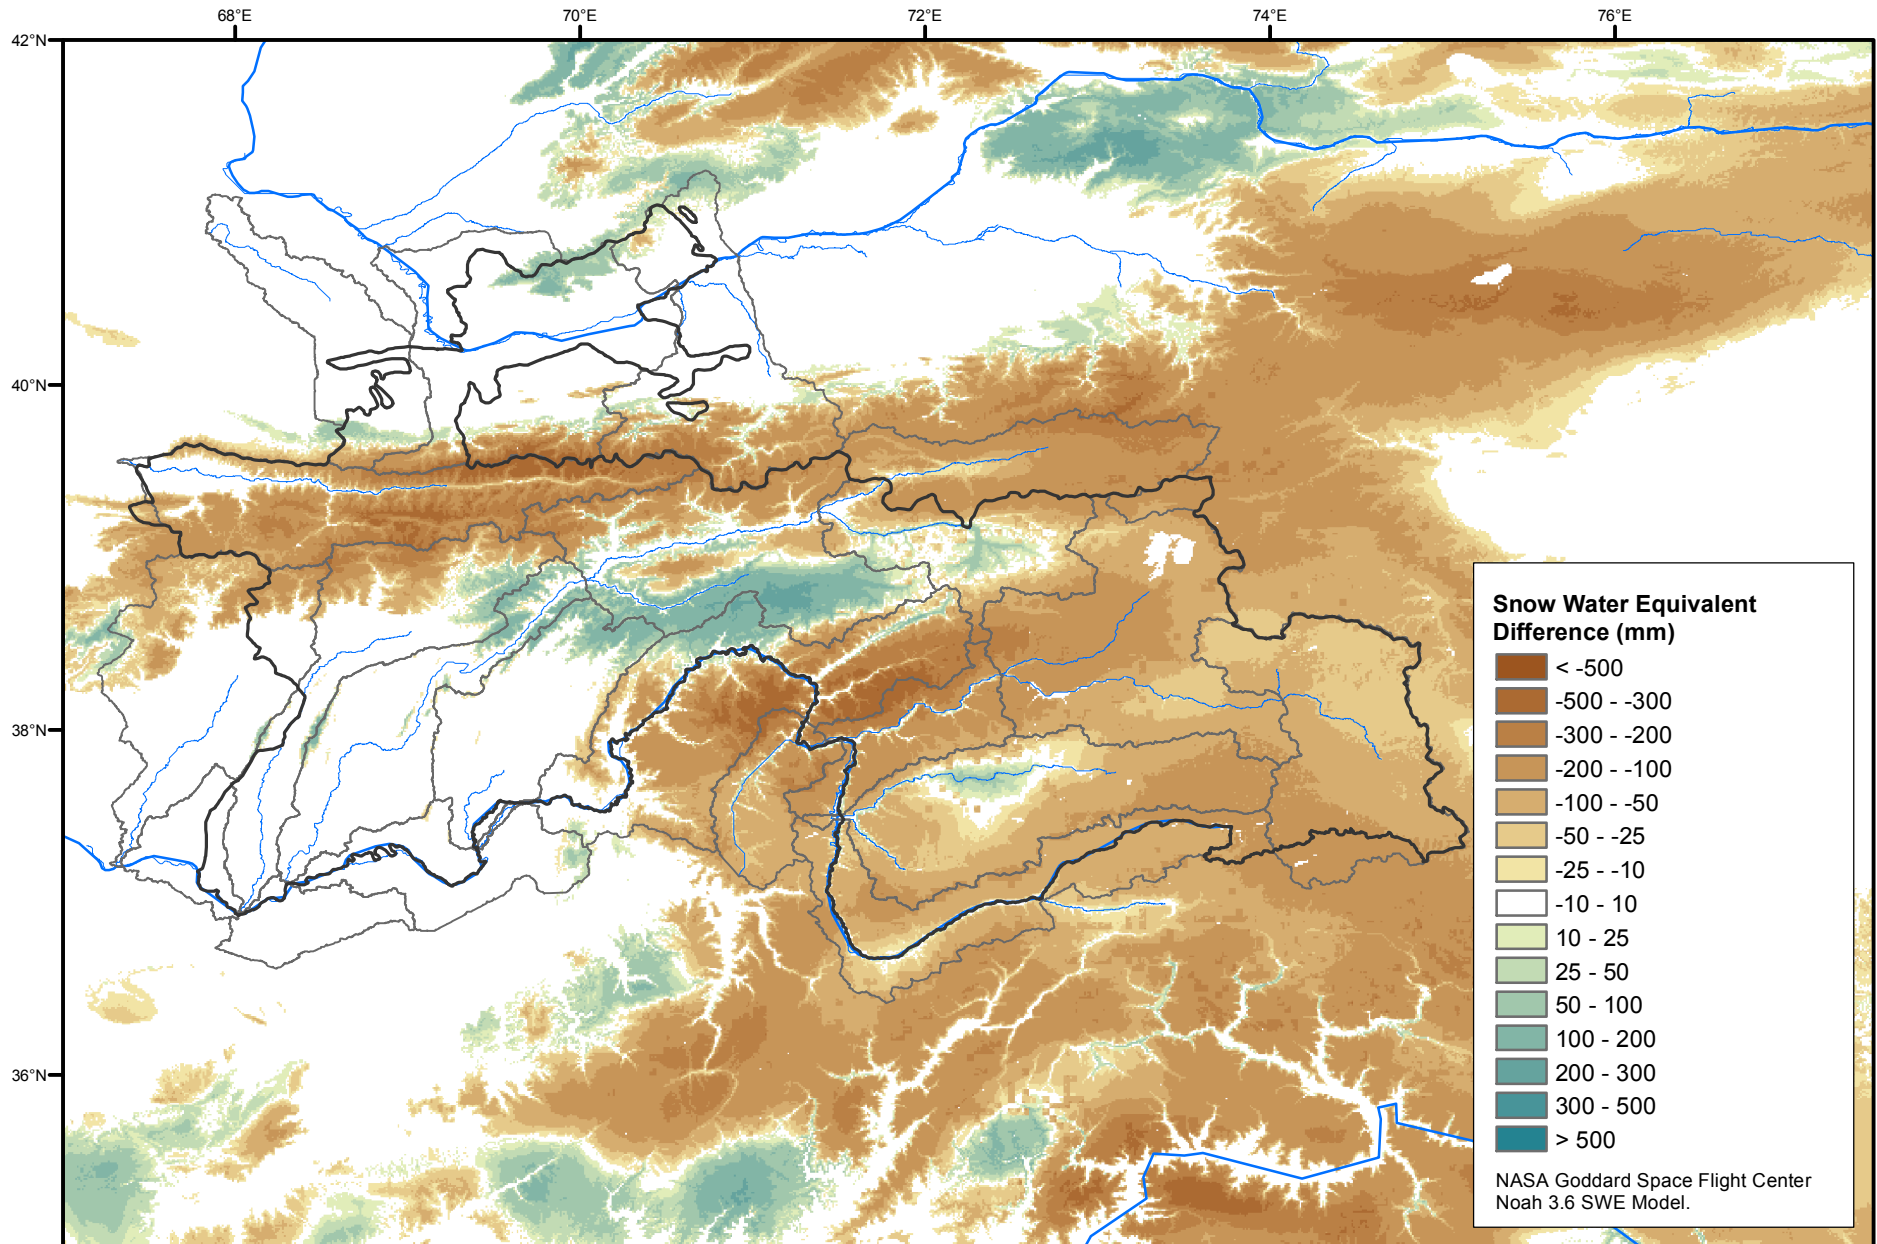 68°E 70°E 72°E 74°E 76°E
42°N
40°N
38°N
36°N
Snow Water Equivalent
Difference (mm)
< -500
-500 - -300
-300 - -200
-200 - -100
-100 - -50
-50 - -25
-25 - -10
-10 - 10
10 - 25
25 - 50
50 - 100
100 - 200
200 - 300
300 - 500
> 500
NASA Goddard Space Flight Center
Noah 3.6 SWE Model.